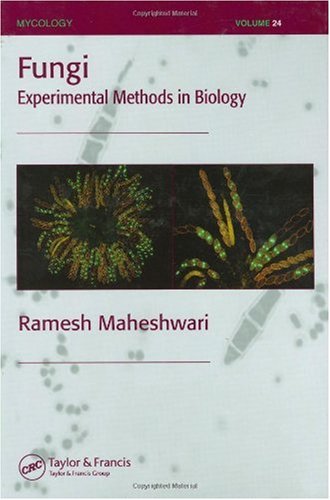 MYCOLOGY VOLUME 24
Fungi
Experimental Methods in Biology
Ramesh Maheshwari
CRC Taylor & Francis
Taylor & Francis Group